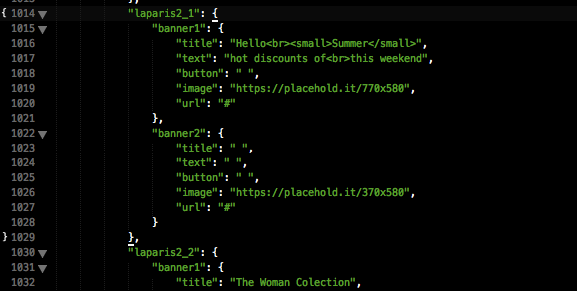 { 1014 "laparis2_1": {
1015 "banner1": {
1016 "title": "Hello<br><small>Summer</small>",
1017 "text": "hot discounts of<br>this weekend",
1018 "button": " ",
1019 "image": "https://placehold.it/770x580",
1020 "url": "#"
1021 },
1022 "banner2": {
1023 "title": " ",
1024 "text": " ",
1025 "button": " ",
1026 "image": "https://placehold.it/370x580",
1027 "url": "#"
1028 }
} 1029 },
1030 "laparis2_2": {
1031 "banner1": {
1032 "title": "The Woman Colection",